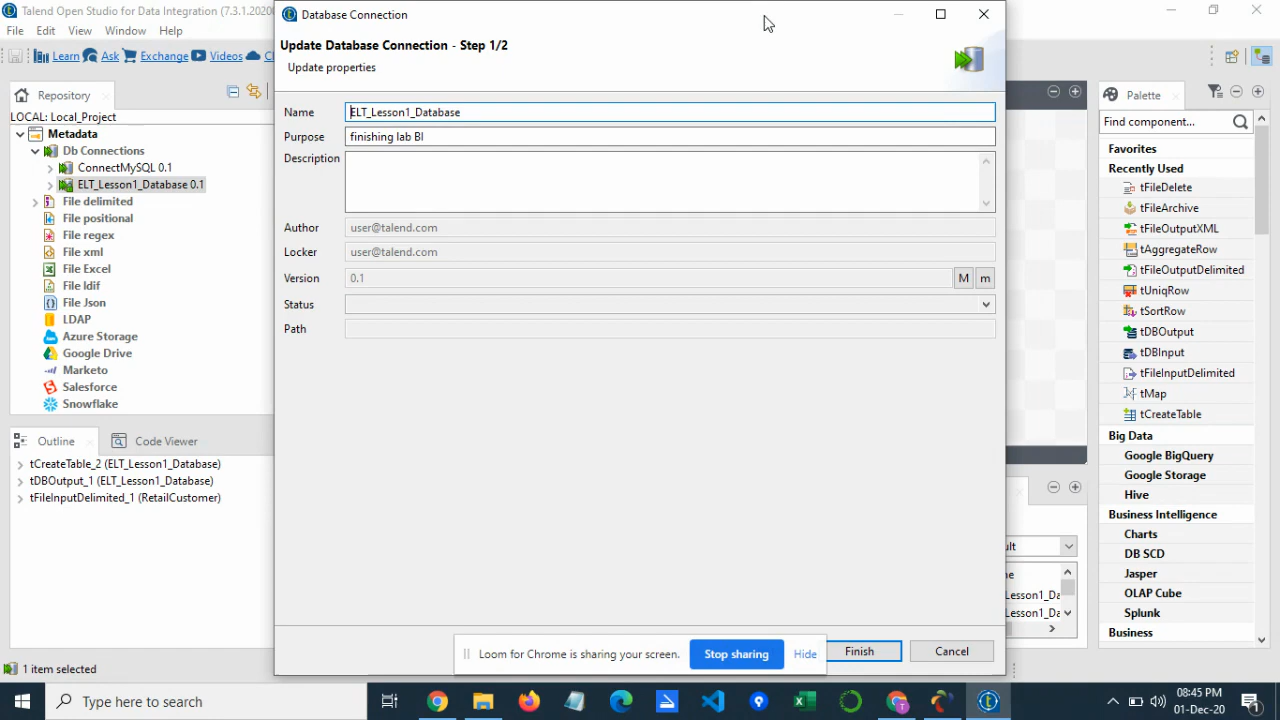 Talend Open Studio for Data Integration (7.3.1.2020
Database Connection
File Edit View Window Help
Update Database Connection - Step 1/2
Update properties
Learn Ask Exchange Videos
Repository
LOCAL: Local_Project
Metadata
Db Connections
ConnectMySQL 0.1
ELT_Lesson1_Database 0.1
File delimited
File positional
File regex
File xml
File Excel
File ldif
File Json
LDAP
Azure Storage
Google Drive
Marketo
Salesforce
Snowflake
Name ELT_Lesson1_Database
Purpose finishing lab BI
Description
Author user@talend.com
Locker user@talend.com
Version 0.1 M m
Status
Path
Palette
Find component...
Favorites
Recently Used
tFileDelete
tFileArchive
tFileOutputXML
tAggregateRow
tFileOutputDelimited
tUniqRow
tSortRow
tDBOutput
tDBInput
tFileInputDelimited
tMap
tCreateTable
Big Data
Google BigQuery
Google Storage
Hive
Business Intelligence
Charts
DB SCD
Jasper
OLAP Cube
Splunk
Business
Outline Code Viewer
tCreateTable_2 (ELT_Lesson1_Database)
tDBOutput_1 (ELT_Lesson1_Database)
tFileInputDelimited_1 (RetailCustomer)
Loom for Chrome is sharing your screen. Stop sharing Hide
Finish Cancel
1 item selected
Type here to search
08:45 PM
01-Dec-20